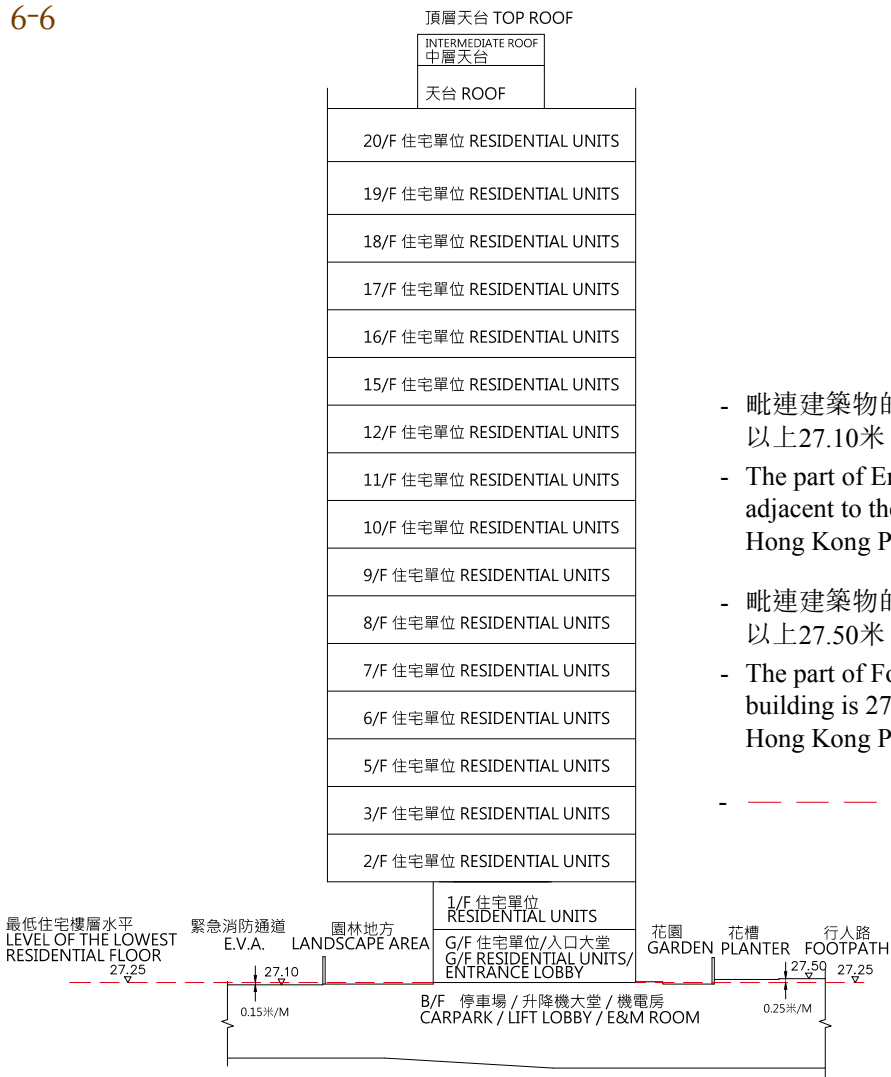 6-6
頂層天台 TOP ROOF
INTERMEDIATE ROOF
中層天台
天台 ROOF
20/F 住宅單位 RESIDENTIAL UNITS
19/F 住宅單位 RESIDENTIAL UNITS
18/F 住宅單位 RESIDENTIAL UNITS
17/F 住宅單位 RESIDENTIAL UNITS
16/F 住宅單位 RESIDENTIAL UNITS
15/F 住宅單位 RESIDENTIAL UNITS
12/F 住宅單位 RESIDENTIAL UNITS
11/F 住宅單位 RESIDENTIAL UNITS
10/F 住宅單位 RESIDENTIAL UNITS
9/F 住宅單位 RESIDENTIAL UNITS
8/F 住宅單位 RESIDENTIAL UNITS
7/F 住宅單位 RESIDENTIAL UNITS
6/F 住宅單位 RESIDENTIAL UNITS
5/F 住宅單位 RESIDENTIAL UNITS
3/F 住宅單位 RESIDENTIAL UNITS
2/F 住宅單位 RESIDENTIAL UNITS
1/F 住宅單位
RESIDENTIAL UNITS
G/F 住宅單位/入口大堂
G/F RESIDENTIAL UNITS/
ENTRANCE LOBBY
B/F 停車場 / 升降機大堂 / 機電房
CARPARK / LIFT LOBBY / E&M ROOM
最低住宅樓層水平
LEVEL OF THE LOWEST
RESIDENTIAL FLOOR
27.25
緊急消防通道
E.V.A.
27.10
0.15米/M
園林地方
LANDSCAPE AREA
花園
GARDEN
花槽
PLANTER
行人路
FOOTPATH
27.50
27.25
0.25米/M
- 毗連建築物的
以上27.10米
- The part of Er
adjacent to the
Hong Kong P
- 毗連建築物的
以上27.50米
- The part of Fo
building is 27
Hong Kong P
-